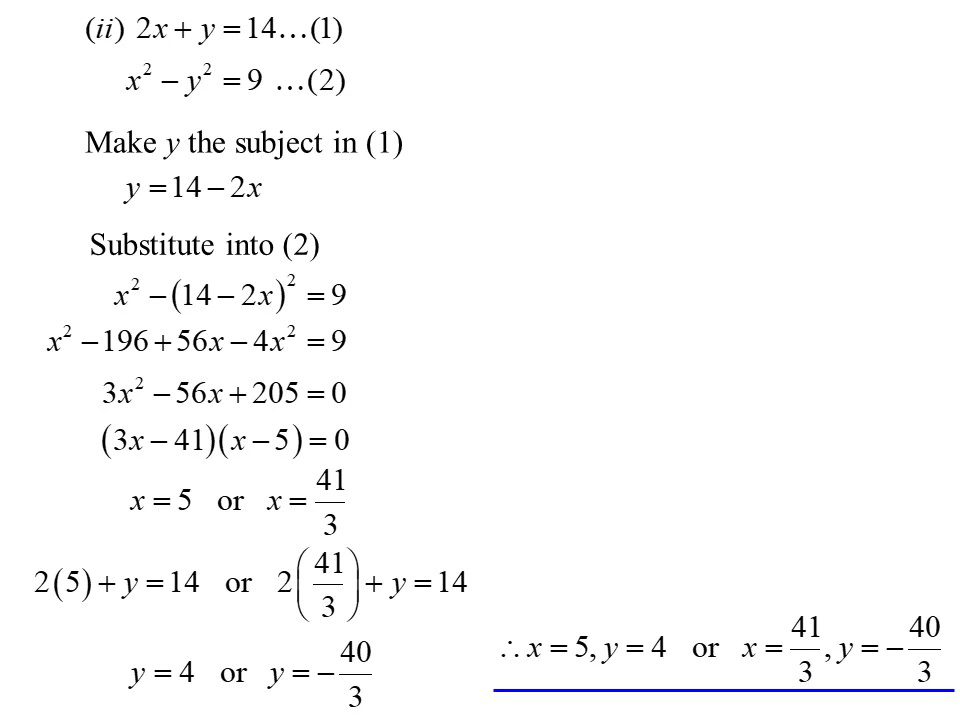 (ii) 2x + y = 14…(1)
x² − y² = 9 …(2)
Make y the subject in (1)
y = 14 − 2x
Substitute into (2)
x² − (14 − 2x)² = 9
x² − 196 + 56x − 4x² = 9
3x² − 56x + 205 = 0
(3x − 41)(x − 5) = 0
x = 5 or x = 41/3
2(5) + y = 14 or 2(41/3) + y = 14
y = 4 or y = −40/3
∴ x = 5, y = 4 or x = 41/3, y = −40/3